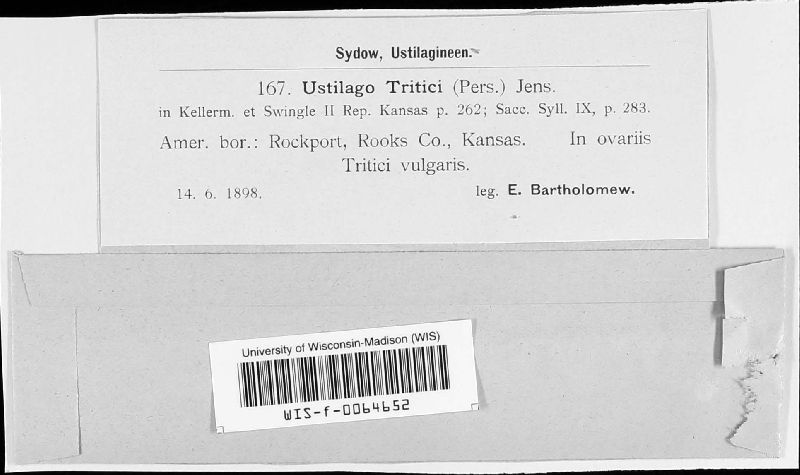 Sydow, Ustilagineen.
167. Ustilago Tritici (Pers.) Jens.
in Kellerm. et Swingle II Rep. Kansas p. 262; Sacc. Syll. IX, p. 283.
Amer. bor.: Rockport, Rooks Co., Kansas. In ovariis
Tritici vulgaris.
14. 6. 1898. leg. E. Bartholomew.
University of Wisconsin-Madison (WIS)
WIS-f-0064652